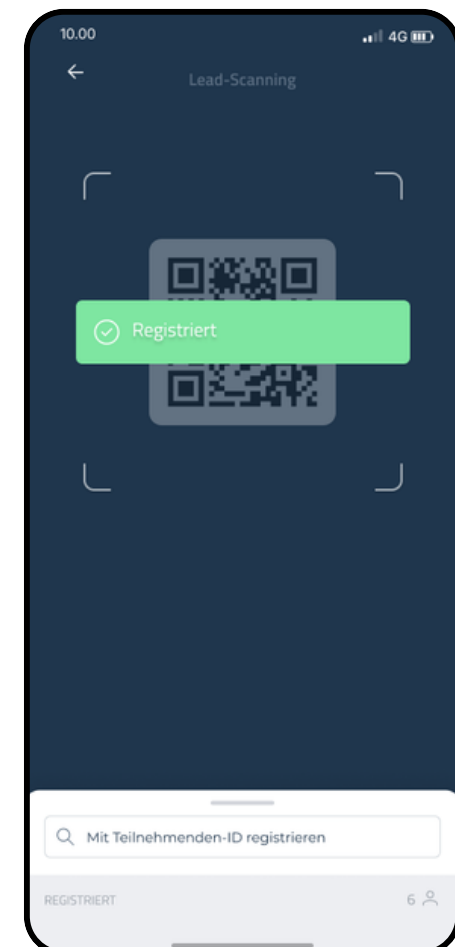 10.00 4G
Lead-Scanning
Registriert
Mit Teilnehmenden-ID registrieren
REGISTRIERT 6